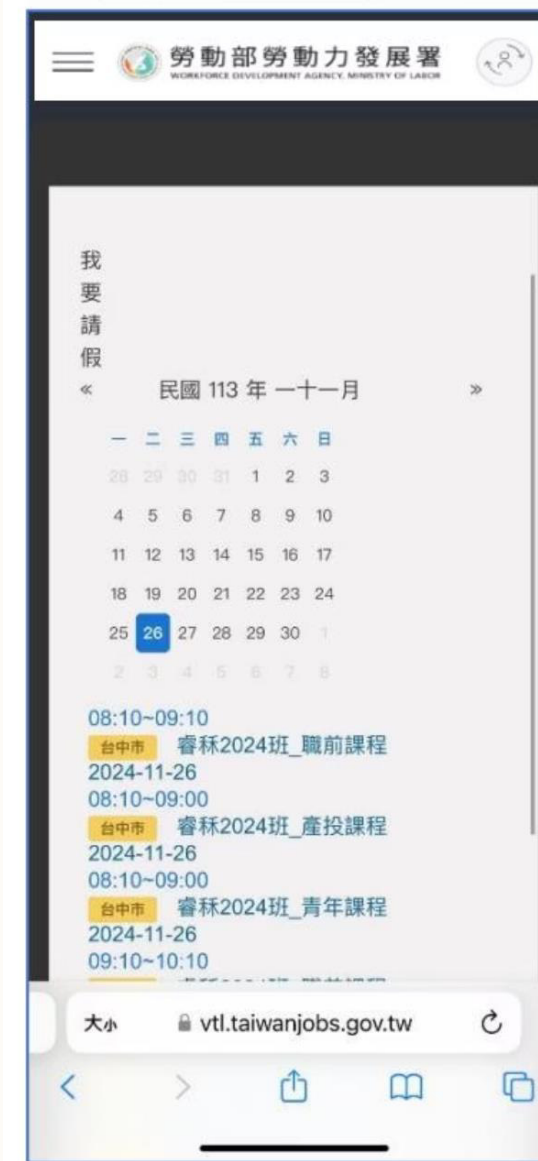 勞動部勞動力發展署
WORKFORCE DEVELOPMENT AGENCY, MINISTRY OF LABOR
我
要
請
假
« 民國 113 年 一十一月 »
一 二 三 四 五 六 日
28 29 30 31 1 2 3
4 5 6 7 8 9 10
11 12 13 14 15 16 17
18 19 20 21 22 23 24
25 26 27 28 29 30 1
2 3 4 5 6 7 8
08:10~09:10
台中市 睿秝2024班_職前課程
2024-11-26
08:10~09:00
台中市 睿秝2024班_產投課程
2024-11-26
08:10~09:00
台中市 睿秝2024班_青年課程
2024-11-26
09:10~10:10
大小 vtl.taiwanjobs.gov.tw